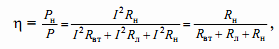 η = Pн/P = I²Rн/(I²Rвт + I²Rл + I²Rн) = Rн/(Rвт + Rл + Rн),